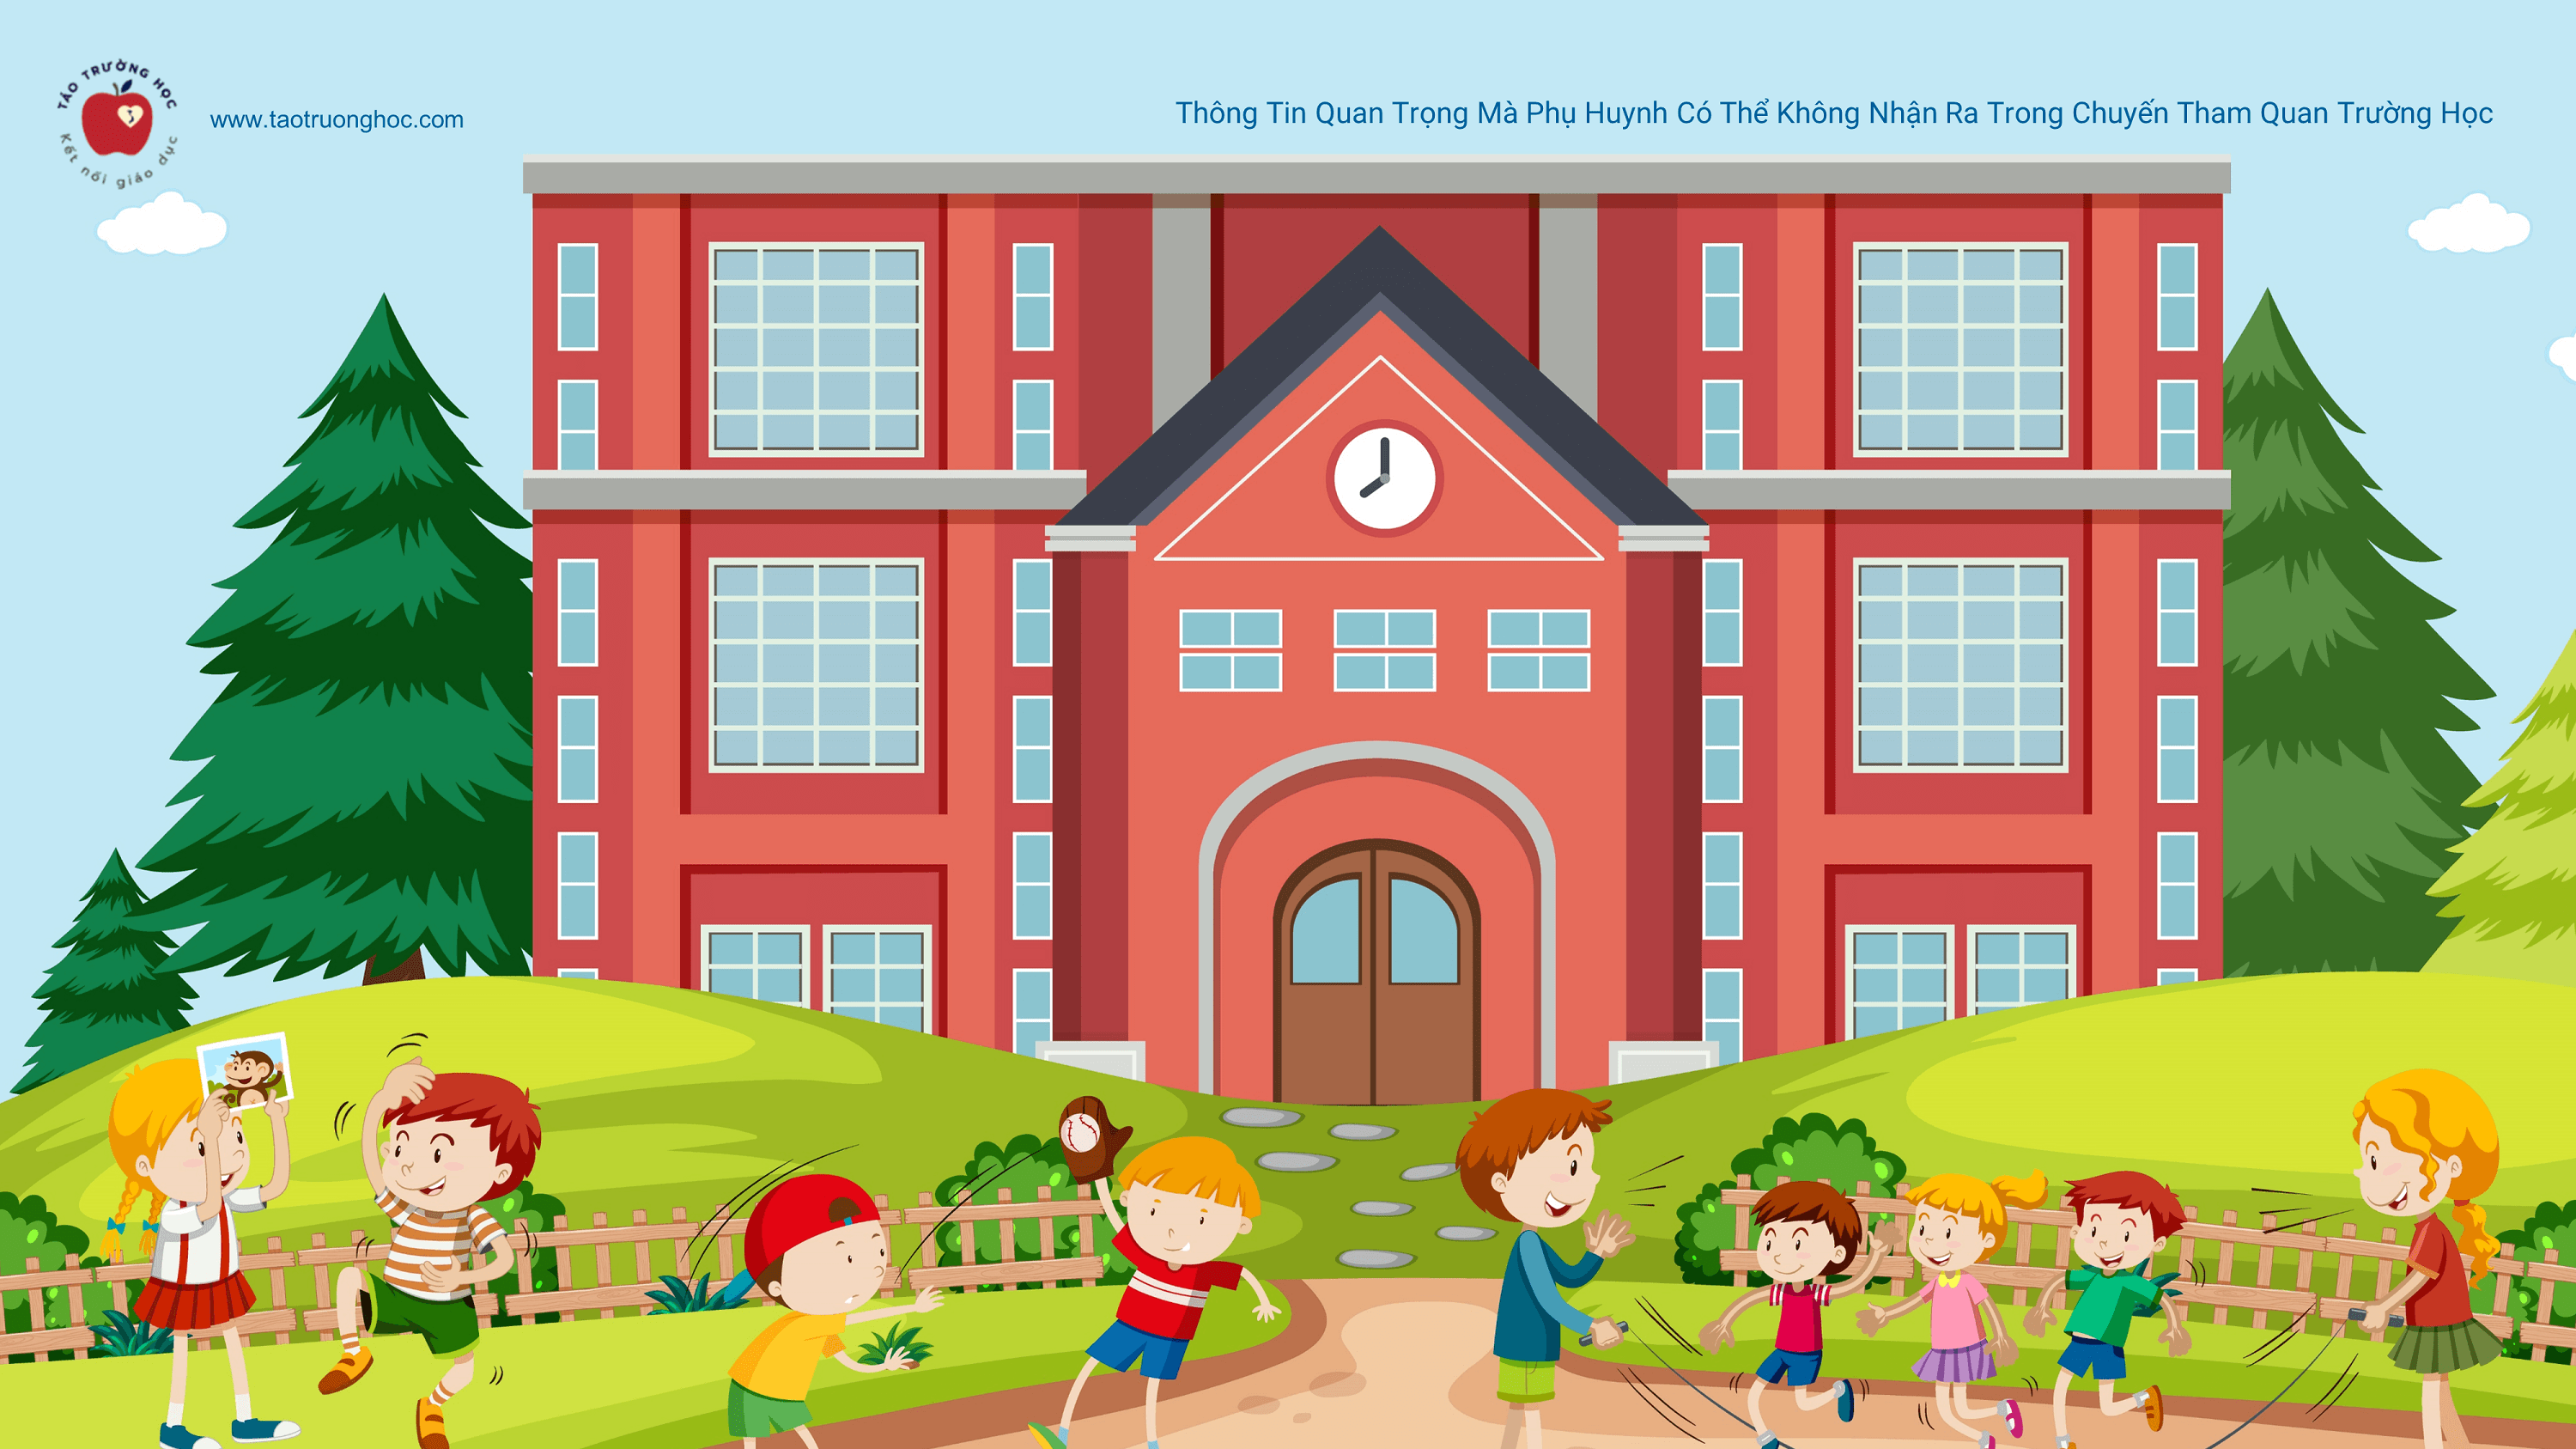 TÁO TRƯỜNG HỌC
Kết nối giáo dục
www.taotruonghoc.com
Thông Tin Quan Trọng Mà Phụ Huynh Có Thể Không Nhận Ra Trong Chuyến Tham Quan Trường Học